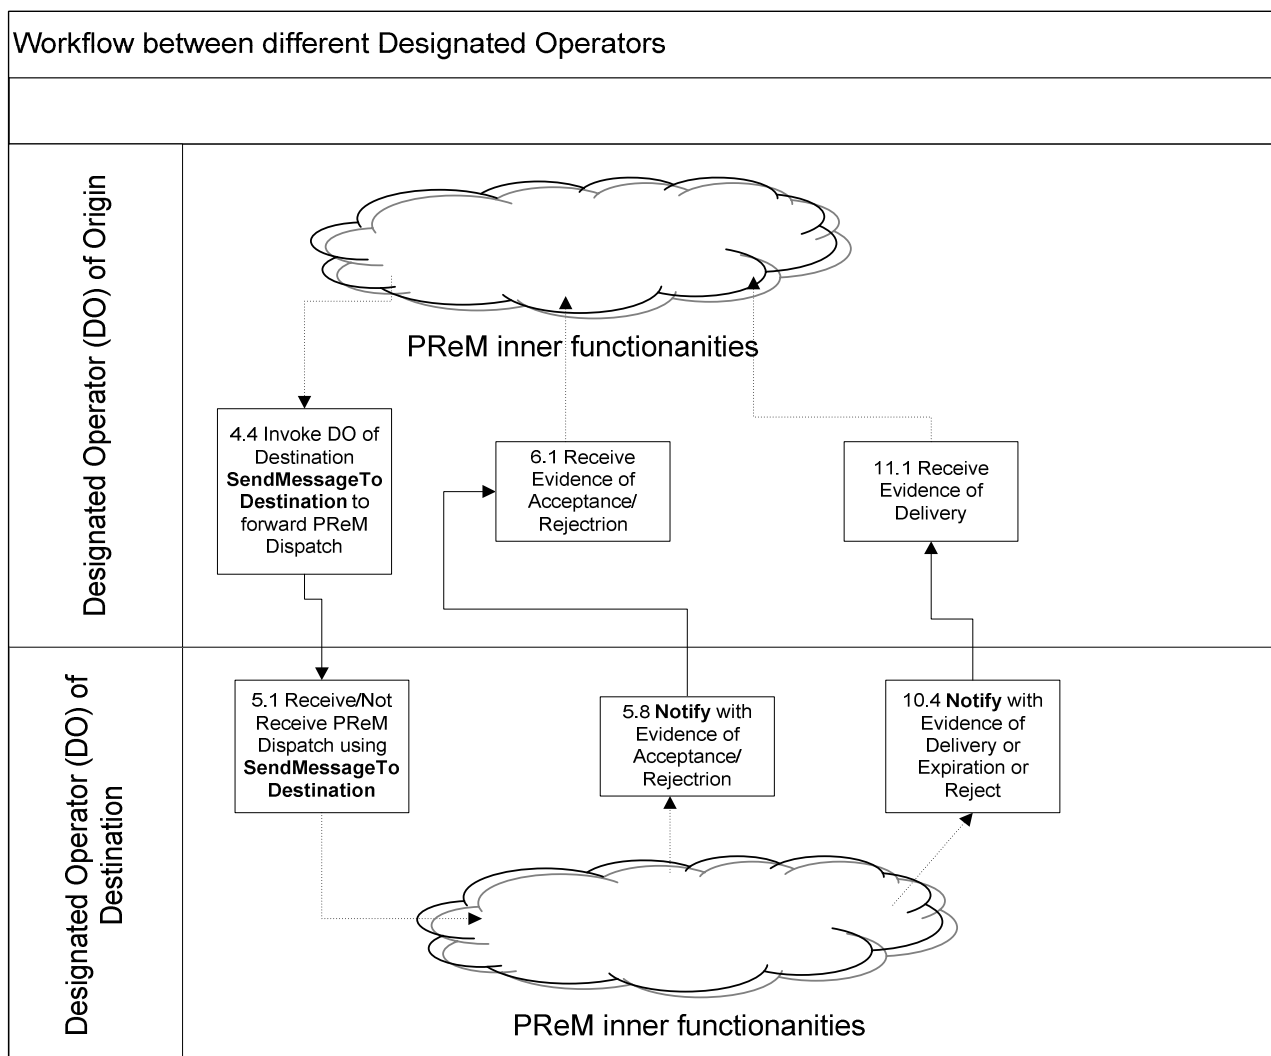 Workflow between different Designated Operators
Designated Operator (DO) of Origin
PReM inner functionanities
4.4 Invoke DO of
Destination
SendMessageTo
Destination to
forward PReM
Dispatch
6.1 Receive
Evidence of
Acceptance/
Rejectrion
11.1 Receive
Evidence of
Delivery
Designated Operator (DO) of
Destination
5.1 Receive/Not
Receive PReM
Dispatch using
SendMessageTo
Destination
5.8 Notify with
Evidence of
Acceptance/
Rejectrion
10.4 Notify with
Evidence of
Delivery or
Expiration or
Reject
PReM inner functionanities